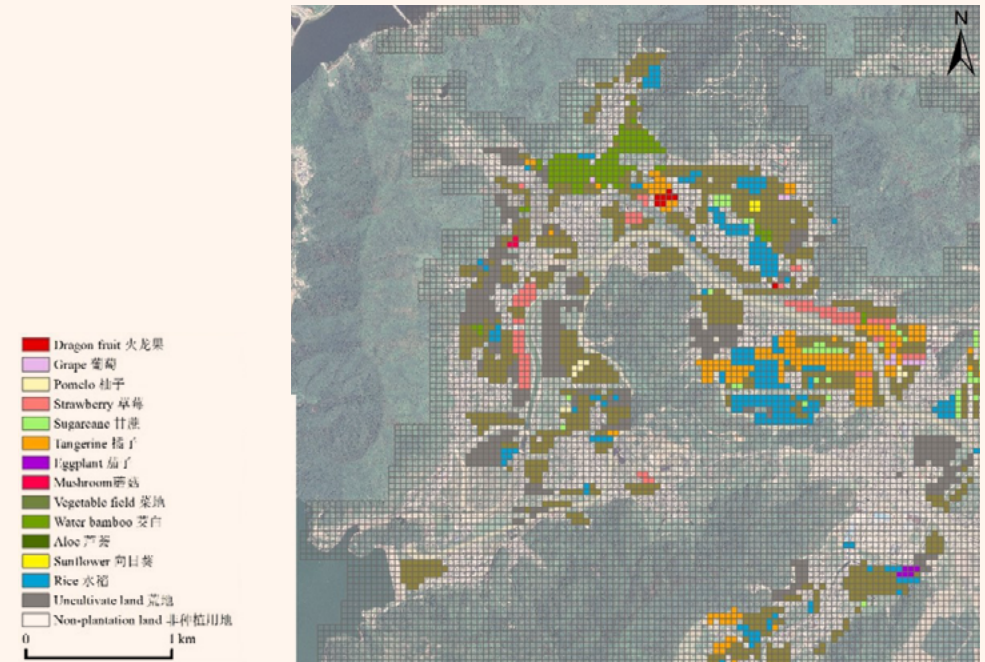 N
Dragon fruit 火龙果
Grape 葡萄
Pomelo 柚子
Strawberry 草莓
Sugarcane 甘蔗
Tangerine 橘子
Eggplant 茄子
Mushroom蘑菇
Vegetable field 菜地
Water bamboo 茭白
Aloe 芦荟
Sunflower 向日葵
Rice 水稻
Uncultivate land 荒地
Non-plantation land 非种植用地
0 1 km